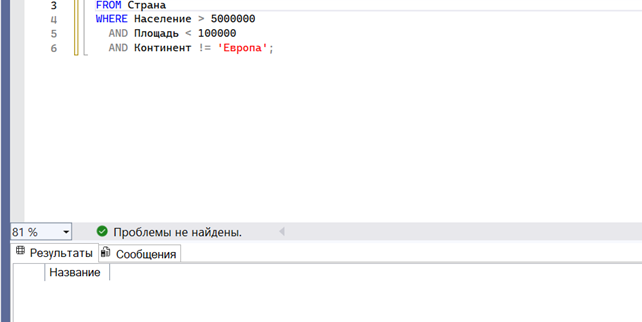 3 FROM Страна
4 WHERE Население > 5000000
5 AND Площадь < 100000
6 AND Континент != 'Европа';
81 % Проблемы не найдены.
Результаты Сообщения
Название